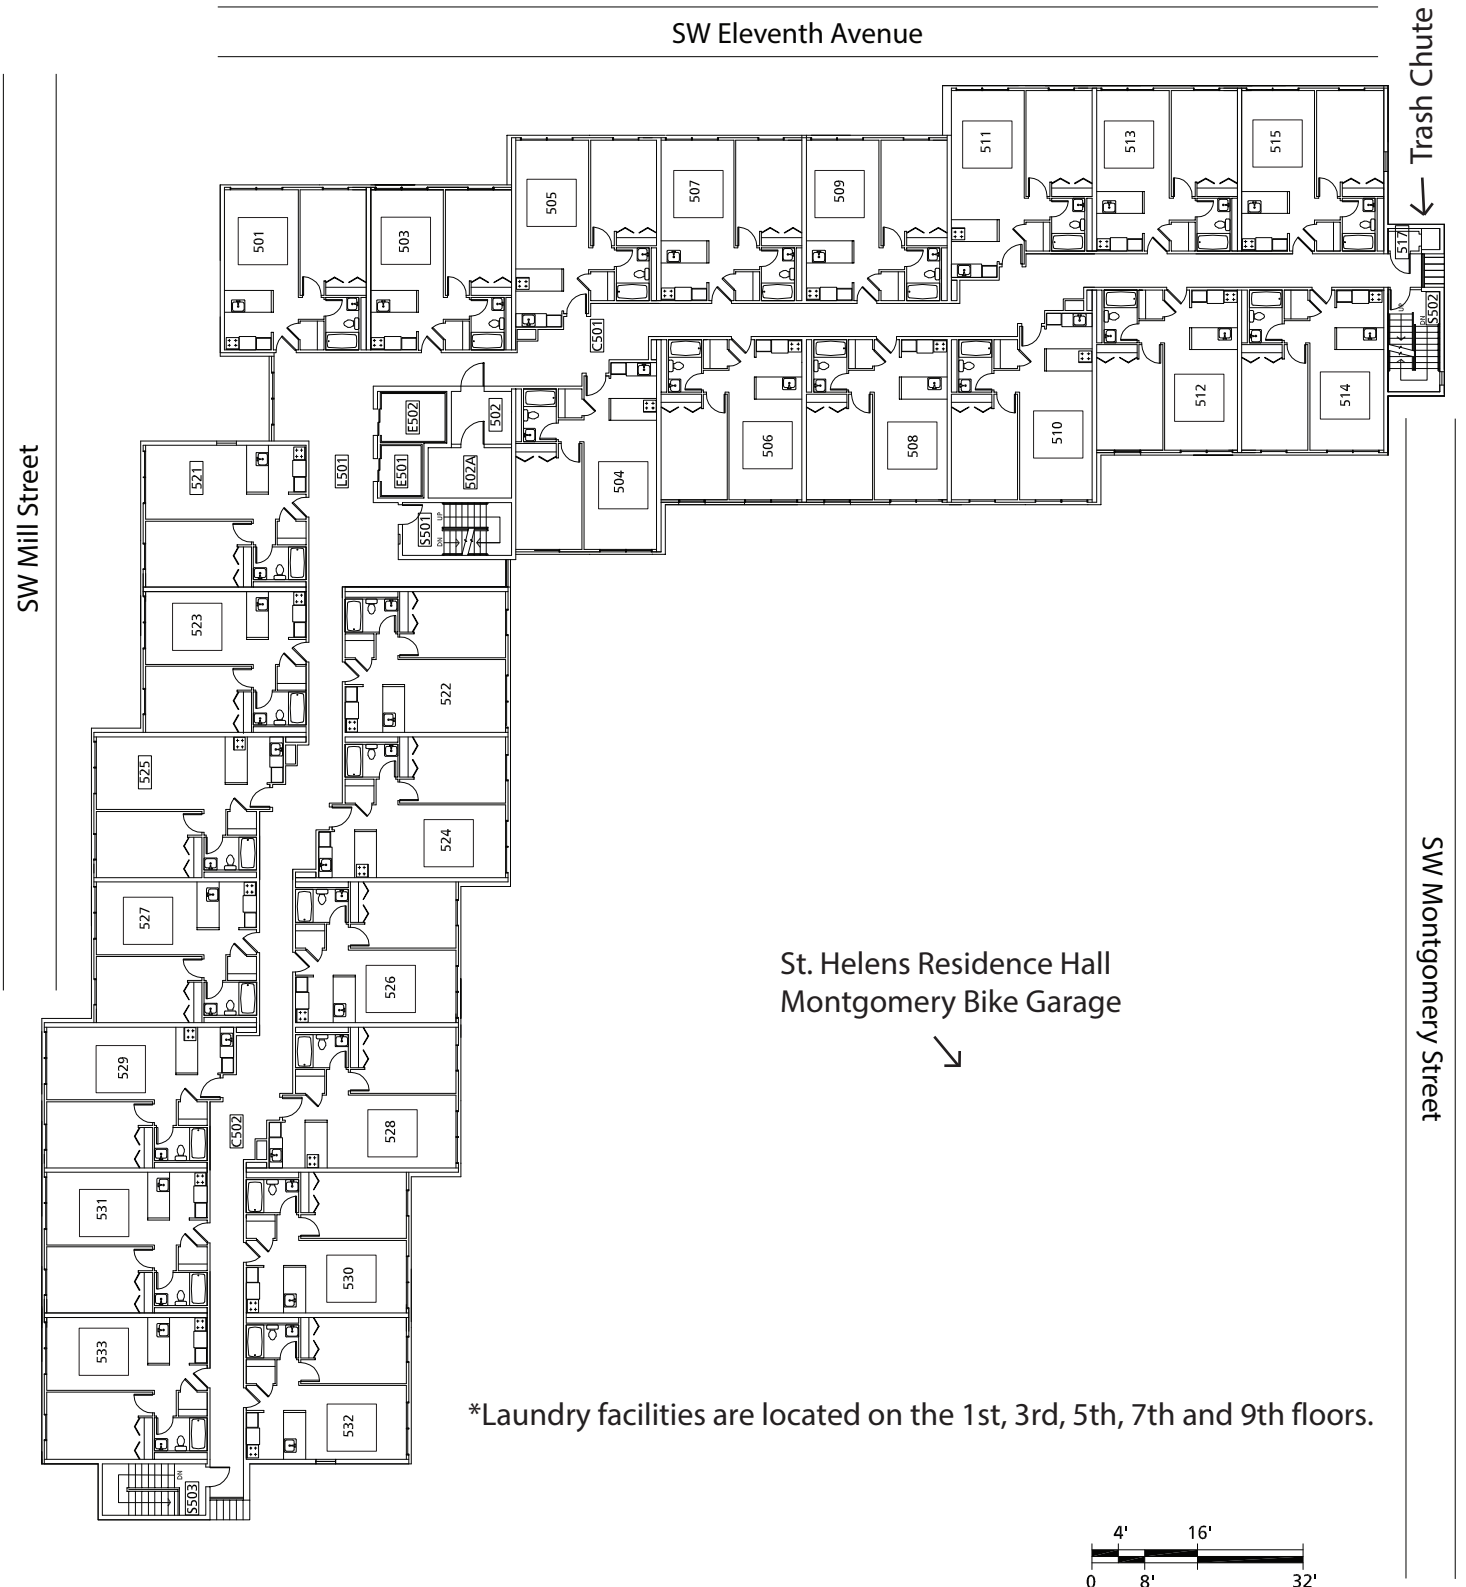 SW Eleventh Avenue
Trash Chute
SW Mill Street
SW Montgomery Street
511
513
515
505
507
509
501
503
517
S502
UP
DN
C501
512
514
E502
502
506
508
510
L501
E501
502A
504
521
S501
UP
DN
523
522
525
524
527
526
529
528
C502
531
530
533
532
S503
DN
St. Helens Residence Hall
Montgomery Bike Garage
*Laundry facilities are located on the 1st, 3rd, 5th, 7th and 9th floors.
4' 16'
0 8' 32'